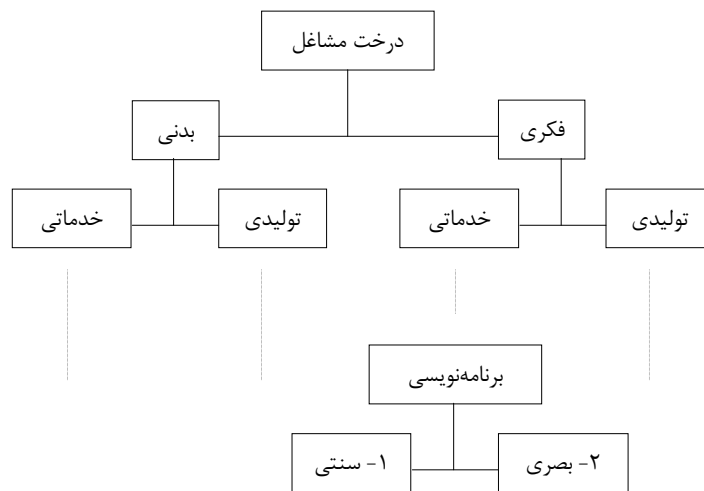 درخت مشاغل
فکری
بدنی
تولیدی
خدماتی
تولیدی
خدماتی
برنامه‌نویسی
۱- سنتی
۲- بصری